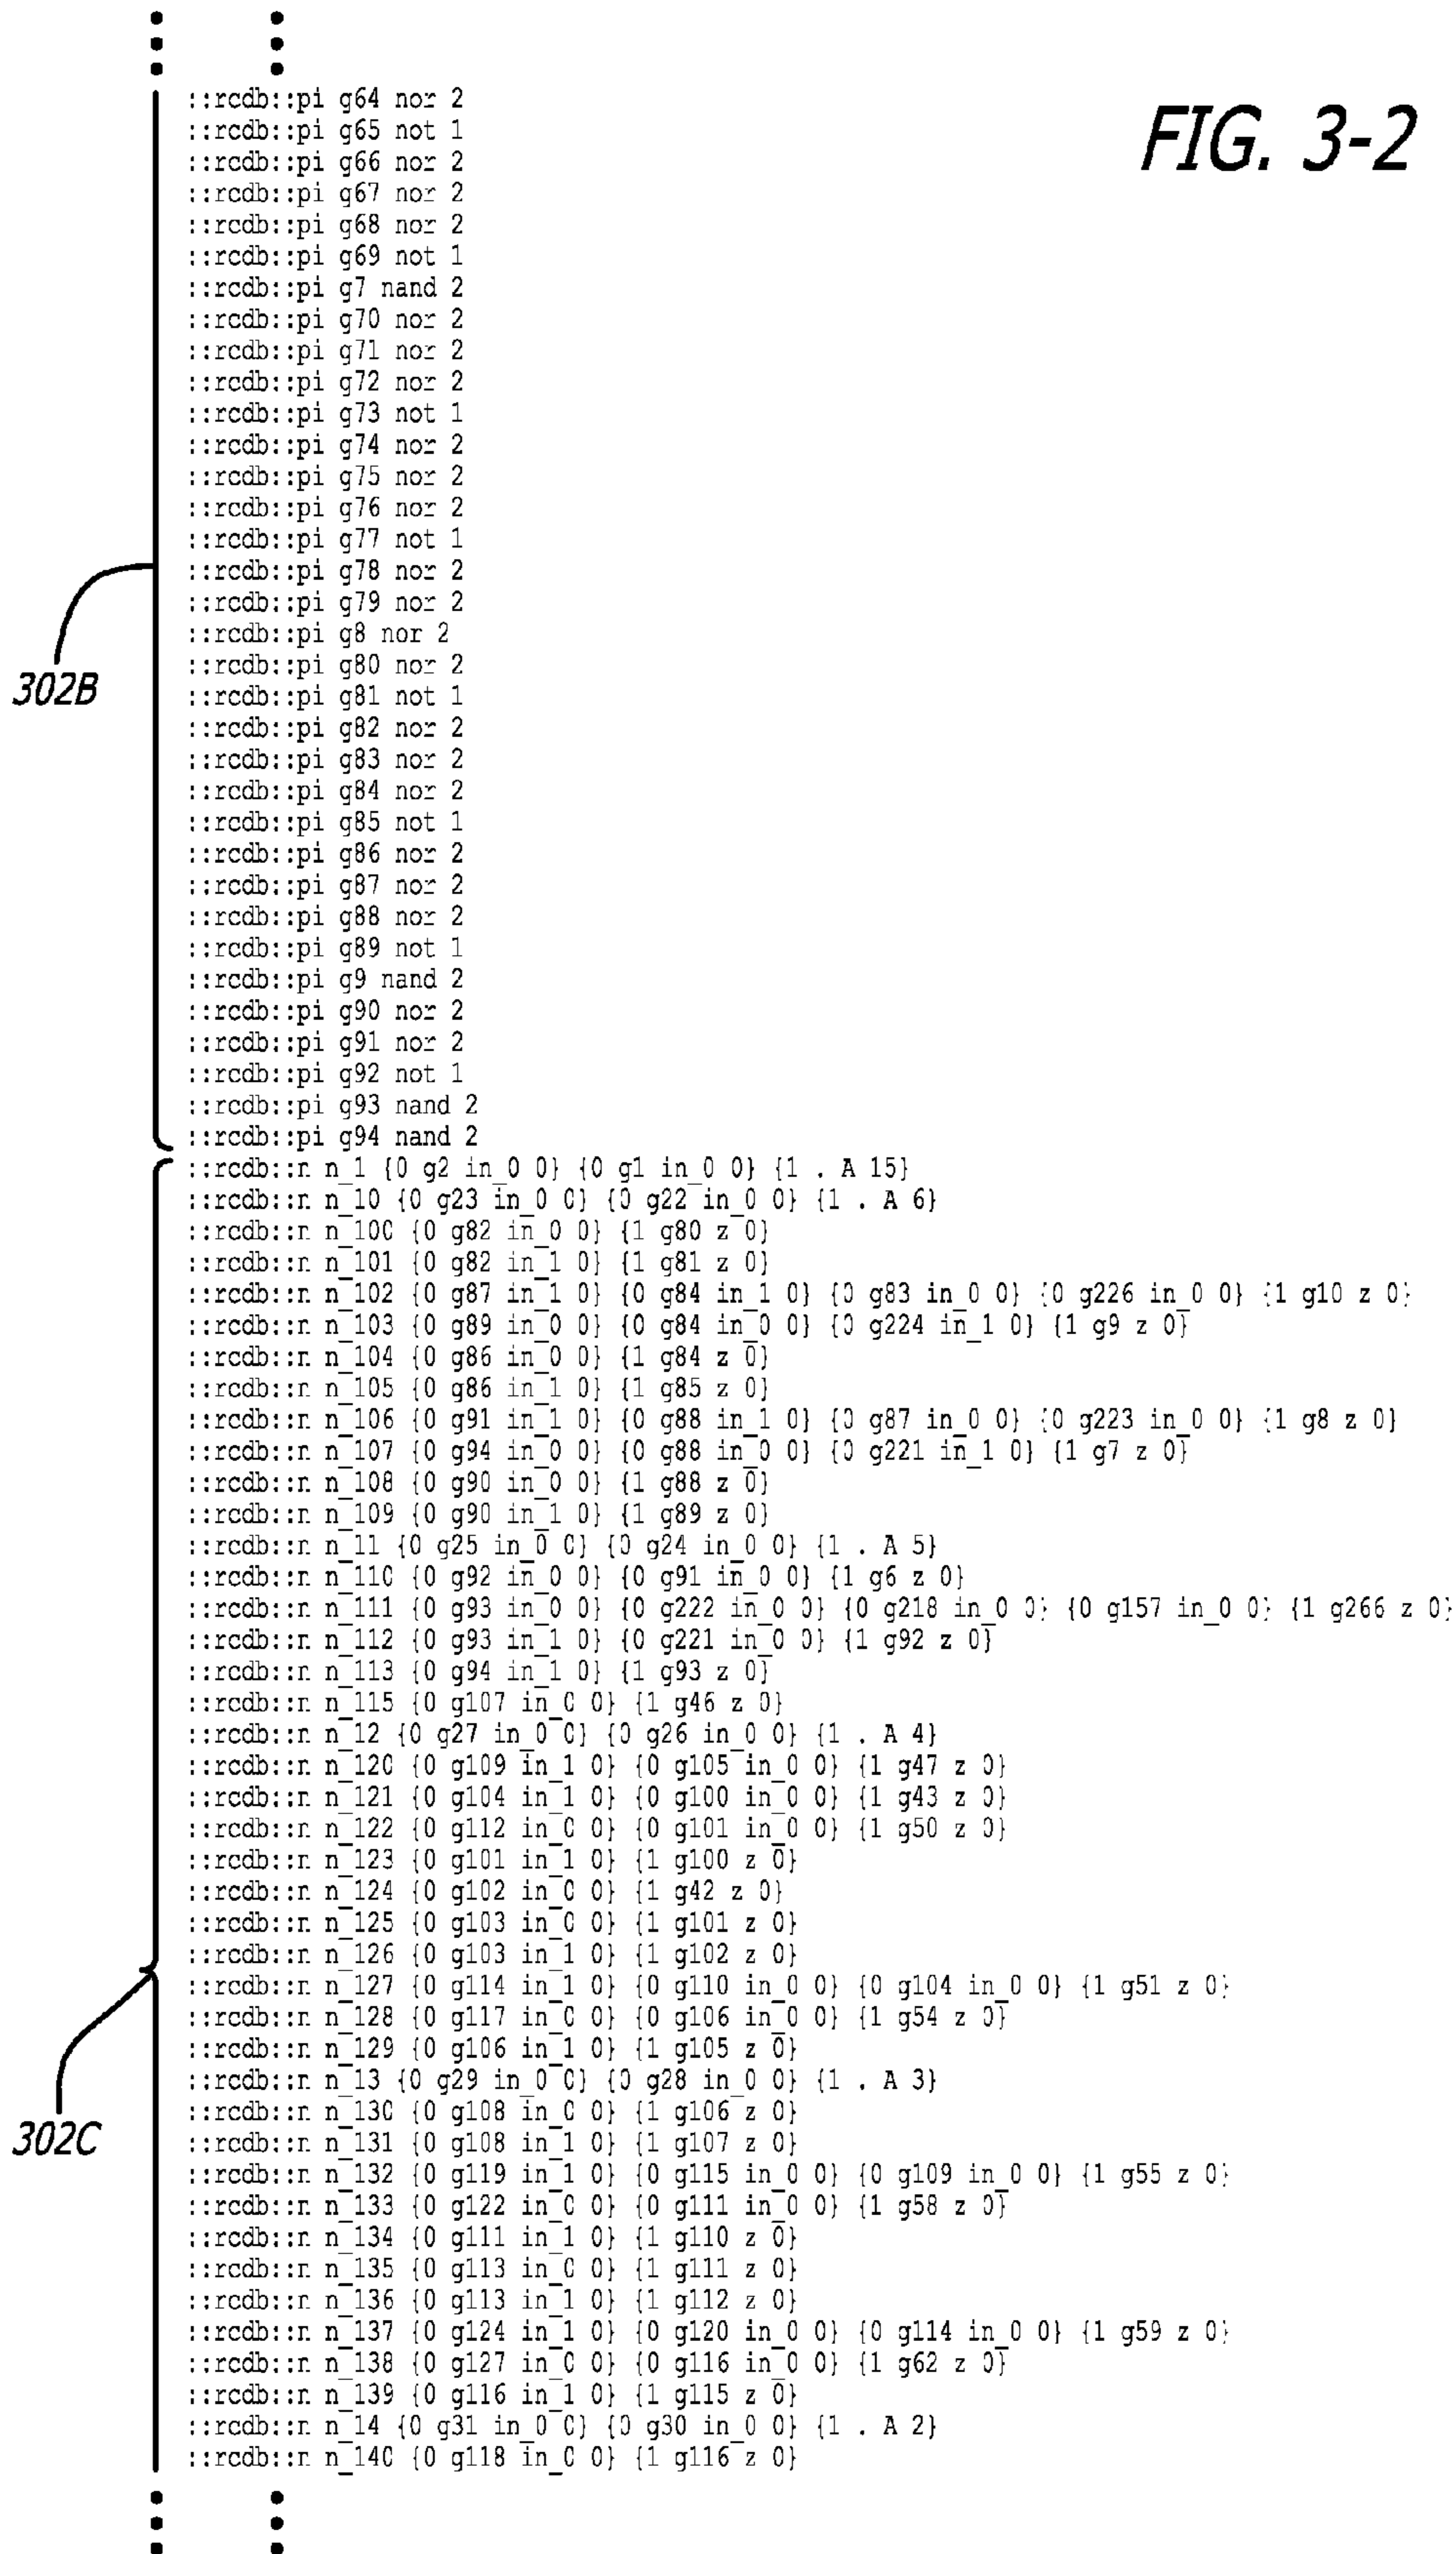 FIG. 3-2
::rcdb::pi g64 nor 2
::rcdb::pi g65 not 1
::rcdb::pi g66 nor 2
::rcdb::pi g67 nor 2
::rcdb::pi g68 nor 2
::rcdb::pi g69 not 1
::rcdb::pi g7 nand 2
::rcdb::pi g70 nor 2
::rcdb::pi g71 nor 2
::rcdb::pi g72 nor 2
::rcdb::pi g73 not 1
::rcdb::pi g74 nor 2
::rcdb::pi g75 nor 2
::rcdb::pi g76 nor 2
::rcdb::pi g77 not 1
::rcdb::pi g78 nor 2
::rcdb::pi g79 nor 2
::rcdb::pi g8 nor 2
::rcdb::pi g80 nor 2
302B
::rcdb::pi g81 not 1
::rcdb::pi g82 nor 2
::rcdb::pi g83 nor 2
::rcdb::pi g84 nor 2
::rcdb::pi g85 not 1
::rcdb::pi g86 nor 2
::rcdb::pi g87 nor 2
::rcdb::pi g88 nor 2
::rcdb::pi g89 not 1
::rcdb::pi g9 nand 2
::rcdb::pi g90 nor 2
::rcdb::pi g91 nor 2
::rcdb::pi g92 not 1
::rcdb::pi g93 nand 2
::rcdb::pi g94 nand 2
::rcdb::n n_1 {0 g2 in_0 0} {0 g1 in_0 0} {1 . A 15}
::rcdb::n n_10 {0 g23 in_0 0} {0 g22 in_0 0} {1 . A 6}
::rcdb::n n_100 {0 g82 in_0 0} {1 g80 z 0}
::rcdb::n n_101 {0 g82 in_1 0} {1 g81 z 0}
::rcdb::n n_102 {0 g87 in_1 0} {0 g84 in_1 0} {0 g83 in_0 0} {0 g226 in_0 0} {1 g10 z 0}
::rcdb::n n_103 {0 g89 in_0 0} {0 g84 in_0 0} {0 g224 in_1 0} {1 g9 z 0}
::rcdb::n n_104 {0 g86 in_0 0} {1 g84 z 0}
::rcdb::n n_105 {0 g86 in_1 0} {1 g85 z 0}
::rcdb::n n_106 {0 g91 in_1 0} {0 g88 in_1 0} {0 g87 in_0 0} {0 g223 in_0 0} {1 g8 z 0}
::rcdb::n n_107 {0 g94 in_0 0} {0 g88 in_0 0} {0 g221 in_1 0} {1 g7 z 0}
::rcdb::n n_108 {0 g90 in_0 0} {1 g88 z 0}
::rcdb::n n_109 {0 g90 in_1 0} {1 g89 z 0}
::rcdb::n n_11 {0 g25 in_0 0} {0 g24 in_0 0} {1 . A 5}
::rcdb::n n_110 {0 g92 in_0 0} {0 g91 in_0 0} {1 g6 z 0}
::rcdb::n n_111 {0 g93 in_0 0} {0 g222 in_0 0} {0 g218 in_0 0} {0 g157 in_0 0} {1 g266 z 0}
::rcdb::n n_112 {0 g93 in_1 0} {0 g221 in_0 0} {1 g92 z 0}
::rcdb::n n_113 {0 g94 in_1 0} {1 g93 z 0}
::rcdb::n n_115 {0 g107 in_0 0} {1 g46 z 0}
::rcdb::n n_12 {0 g27 in_0 0} {0 g26 in_0 0} {1 . A 4}
::rcdb::n n_120 {0 g109 in_1 0} {0 g105 in_0 0} {1 g47 z 0}
::rcdb::n n_121 {0 g104 in_1 0} {0 g100 in_0 0} {1 g43 z 0}
::rcdb::n n_122 {0 g112 in_0 0} {0 g101 in_0 0} {1 g50 z 0}
::rcdb::n n_123 {0 g101 in_1 0} {1 g100 z 0}
::rcdb::n n_124 {0 g102 in_0 0} {1 g42 z 0}
::rcdb::n n_125 {0 g103 in_0 0} {1 g101 z 0}
::rcdb::n n_126 {0 g103 in_1 0} {1 g102 z 0}
::rcdb::n n_127 {0 g114 in_1 0} {0 g110 in_0 0} {0 g104 in_0 0} {1 g51 z 0}
::rcdb::n n_128 {0 g117 in_0 0} {0 g106 in_0 0} {1 g54 z 0}
::rcdb::n n_129 {0 g106 in_1 0} {1 g105 z 0}
::rcdb::n n_13 {0 g29 in_0 0} {0 g28 in_0 0} {1 . A 3}
::rcdb::n n_130 {0 g108 in_0 0} {1 g106 z 0}
302C
::rcdb::n n_131 {0 g108 in_1 0} {1 g107 z 0}
::rcdb::n n_132 {0 g119 in_1 0} {0 g115 in_0 0} {0 g109 in_0 0} {1 g55 z 0}
::rcdb::n n_133 {0 g122 in_0 0} {0 g111 in_0 0} {1 g58 z 0}
::rcdb::n n_134 {0 g111 in_1 0} {1 g110 z 0}
::rcdb::n n_135 {0 g113 in_0 0} {1 g111 z 0}
::rcdb::n n_136 {0 g113 in_1 0} {1 g112 z 0}
::rcdb::n n_137 {0 g124 in_1 0} {0 g120 in_0 0} {0 g114 in_0 0} {1 g59 z 0}
::rcdb::n n_138 {0 g127 in_0 0} {0 g116 in_0 0} {1 g62 z 0}
::rcdb::n n_139 {0 g116 in_1 0} {1 g115 z 0}
::rcdb::n n_14 {0 g31 in_0 0} {0 g30 in_0 0} {1 . A 2}
::rcdb::n n_140 {0 g118 in_0 0} {1 g116 z 0}